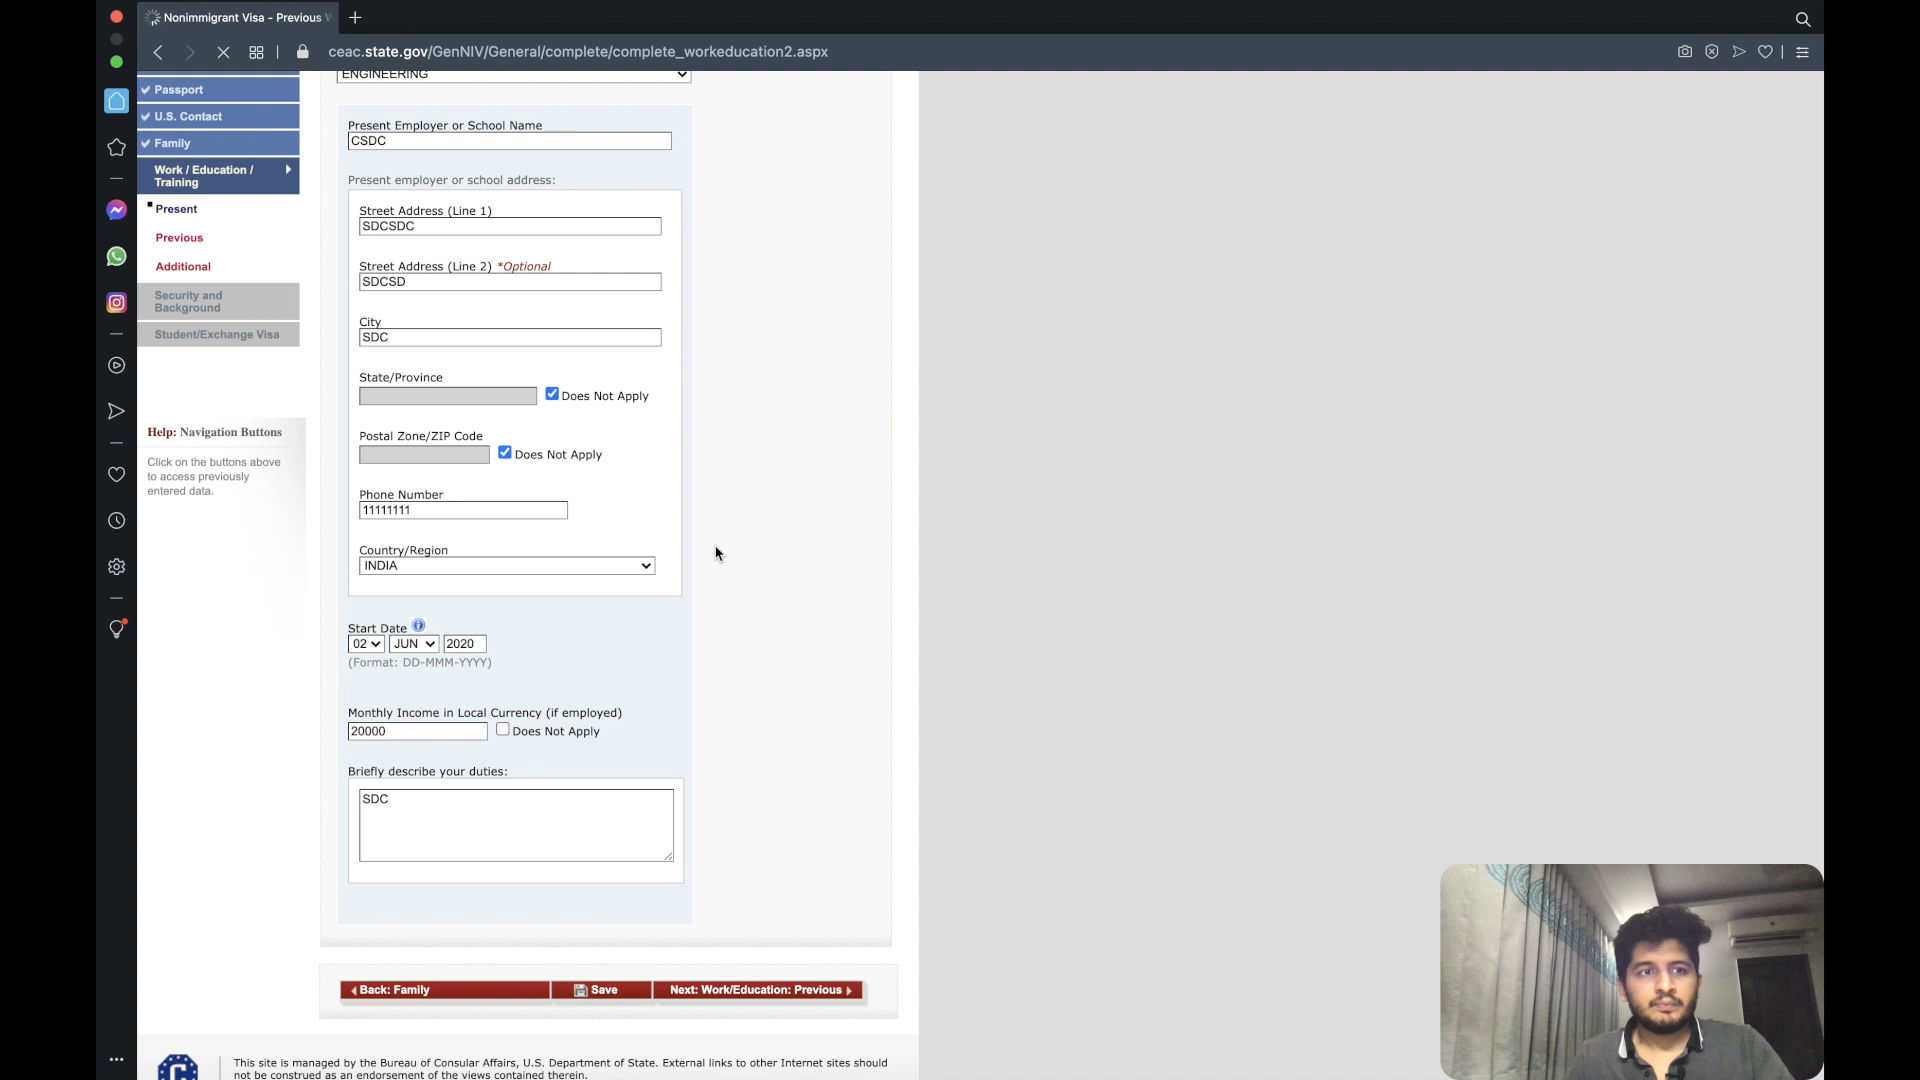 Nonimmigrant Visa - Previous W
ceac.state.gov/GenNIV/General/complete/complete_workeducation2.aspx
Passport
U.S. Contact
Family
Work / Education /
Training
Present
Previous
Additional
Security and
Background
Student/Exchange Visa
Help: Navigation Buttons
Click on the buttons above
to access previously
entered data.
ENGINEERING
Present Employer or School Name
CSDC
Present employer or school address:
Street Address (Line 1)
SDCSDC
Street Address (Line 2) *Optional
SDCSD
City
SDC
State/Province
Does Not Apply
Postal Zone/ZIP Code
Does Not Apply
Phone Number
11111111
Country/Region
INDIA
Start Date
02 JUN 2020
(Format: DD-MMM-YYYY)
Monthly Income in Local Currency (if employed)
20000 Does Not Apply
Briefly describe your duties:
SDC
Back: Family Save Next: Work/Education: Previous
This site is managed by the Bureau of Consular Affairs, U.S. Department of State. External links to other Internet sites should
not be construed as an endorsement of the views contained therein.